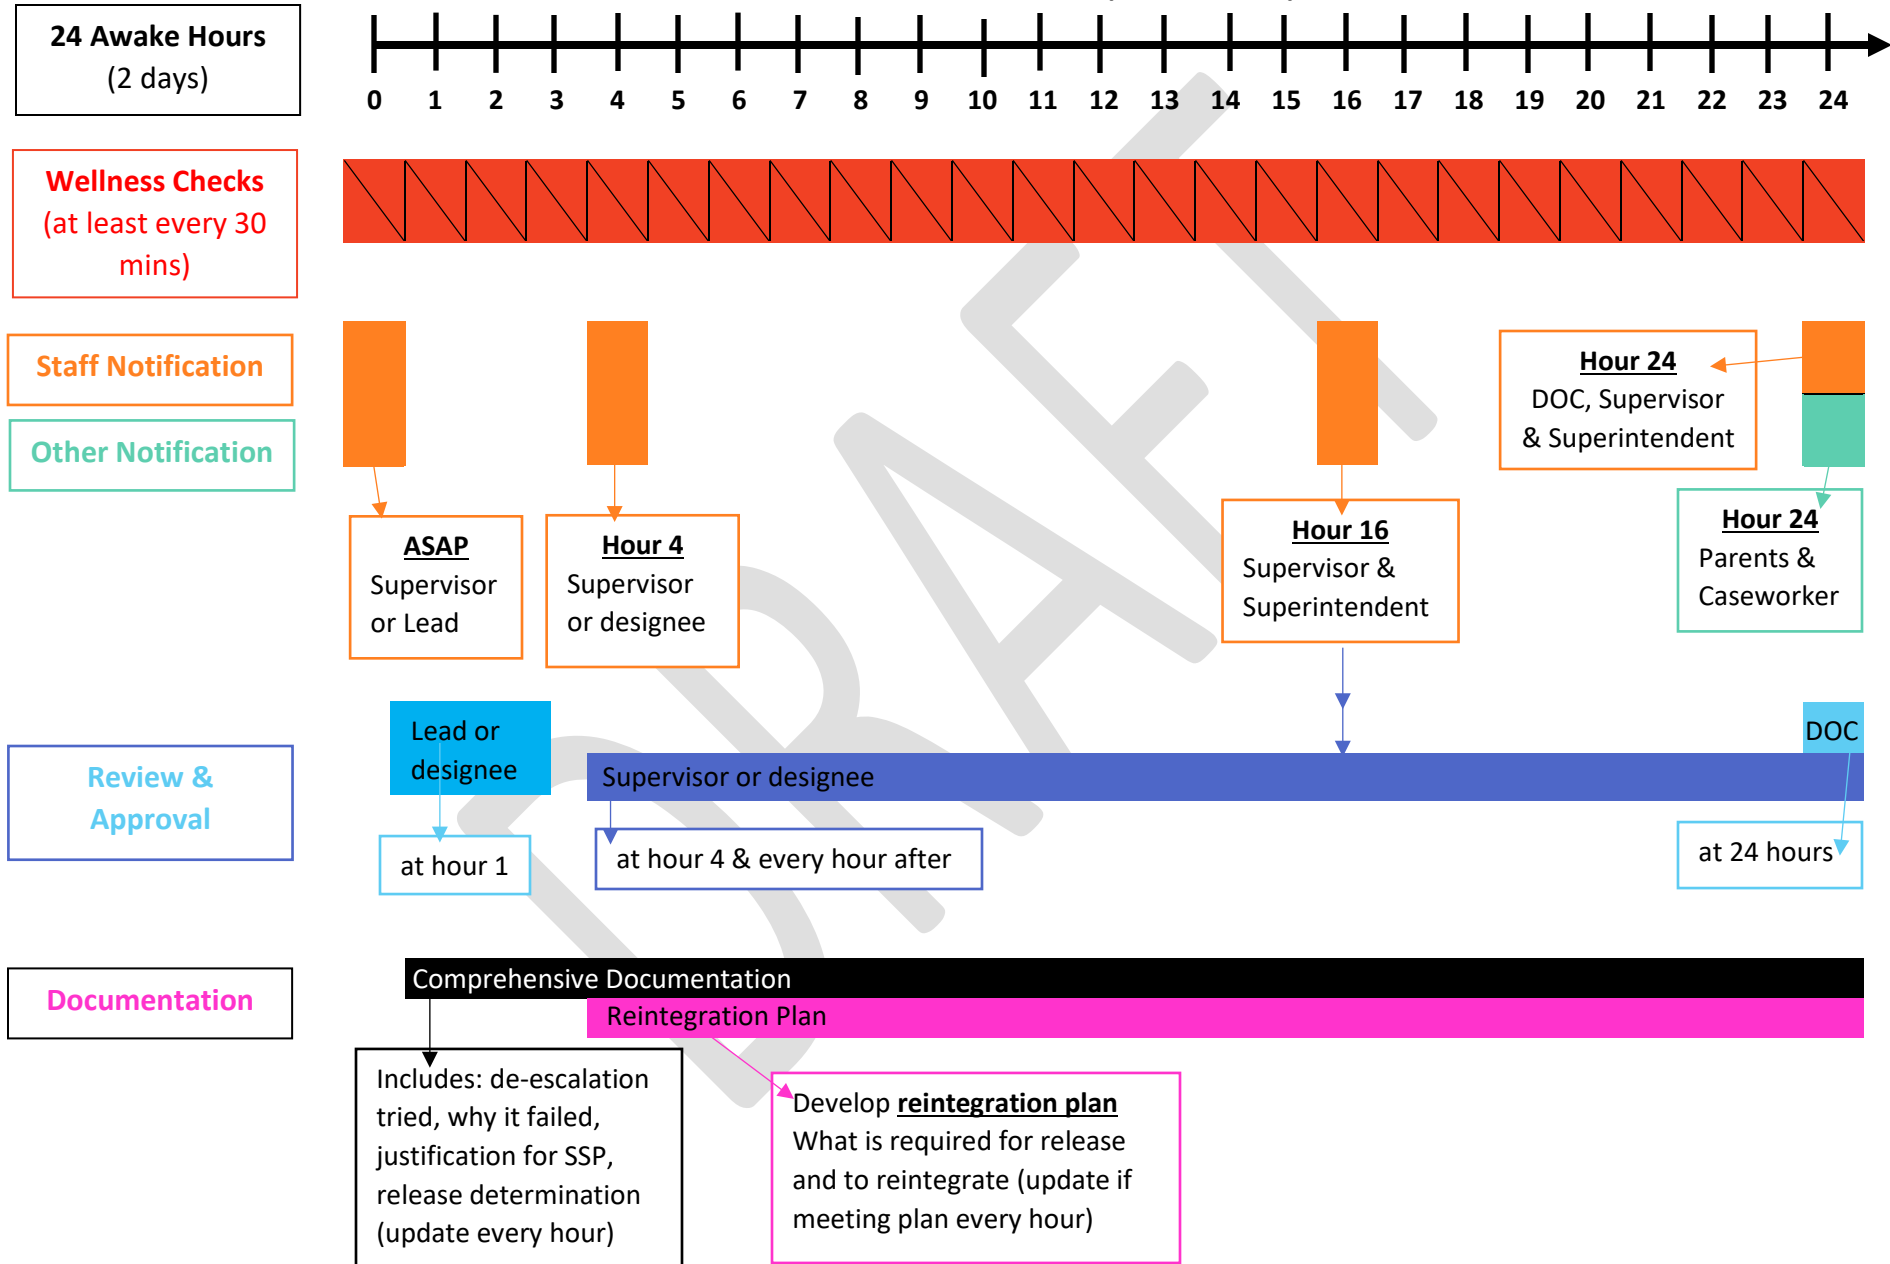 24 Awake Hours
(2 days)
0 1 2 3 4 5 6 7 8 9 10 11 12 13 14 15 16 17 18 19 20 21 22 23 24
Wellness Checks
(at least every 30
mins)
Staff Notification
Other Notification
ASAP
Supervisor
or Lead
Hour 4
Supervisor
or designee
Hour 16
Supervisor &
Superintendent
Hour 24
DOC, Supervisor
& Superintendent
Hour 24
Parents &
Caseworker
Review &
Approval
Lead or
designee
Supervisor or designee
DOC
at hour 1
at hour 4 & every hour after
at 24 hours
Documentation
Comprehensive Documentation
Reintegration Plan
Includes: de-escalation
tried, why it failed,
justification for SSP,
release determination
(update every hour)
Develop reintegration plan
What is required for release
and to reintegrate (update if
meeting plan every hour)
DRAFT